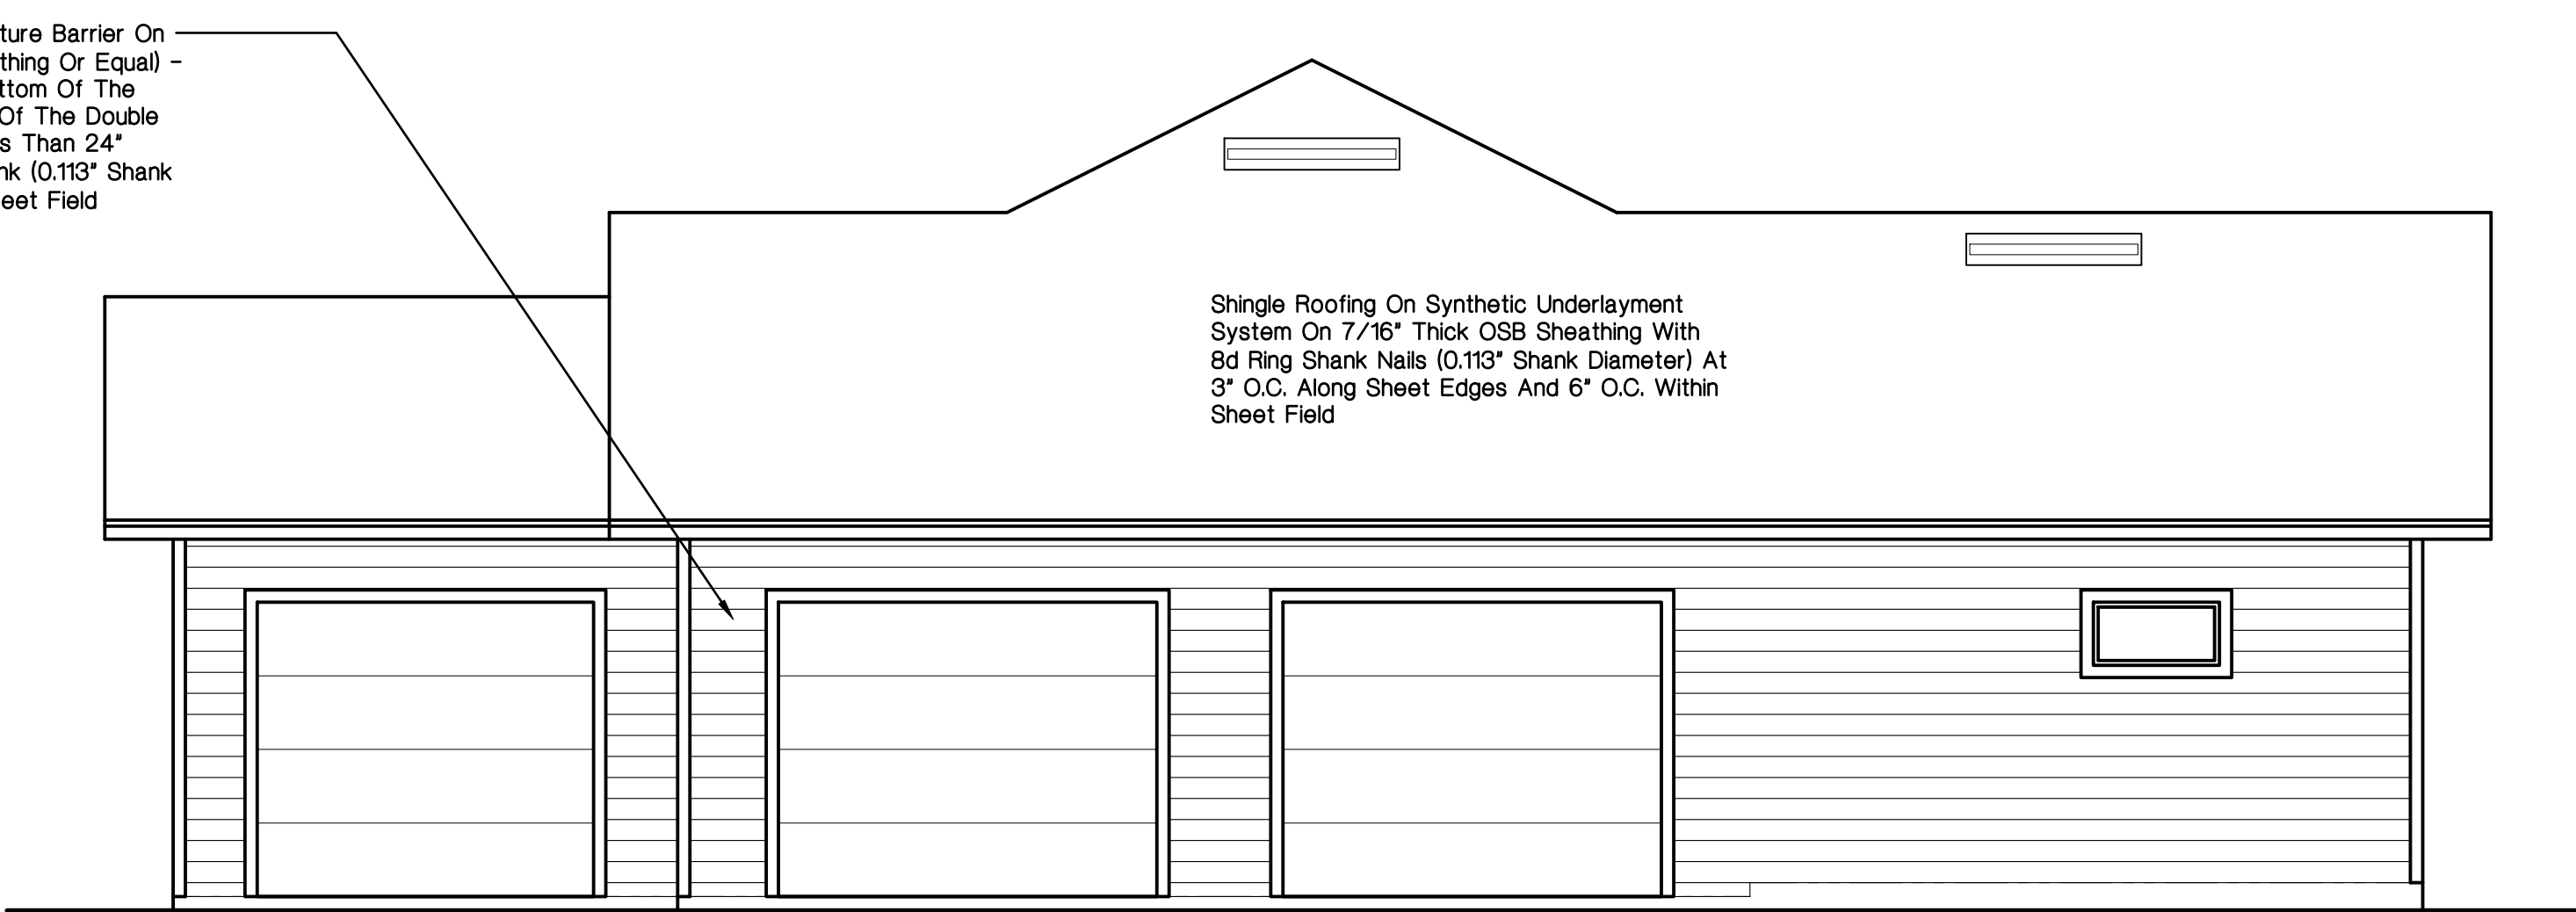 ture Barrier On
thing Or Equal) -
ttom Of The
Of The Double
s Than 24"
nk (0.113" Shank
eet Field
Shingle Roofing On Synthetic Underlayment
System On 7/16" Thick OSB Sheathing With
8d Ring Shank Nails (0.113" Shank Diameter) At
3" O.C. Along Sheet Edges And 6" O.C. Within
Sheet Field